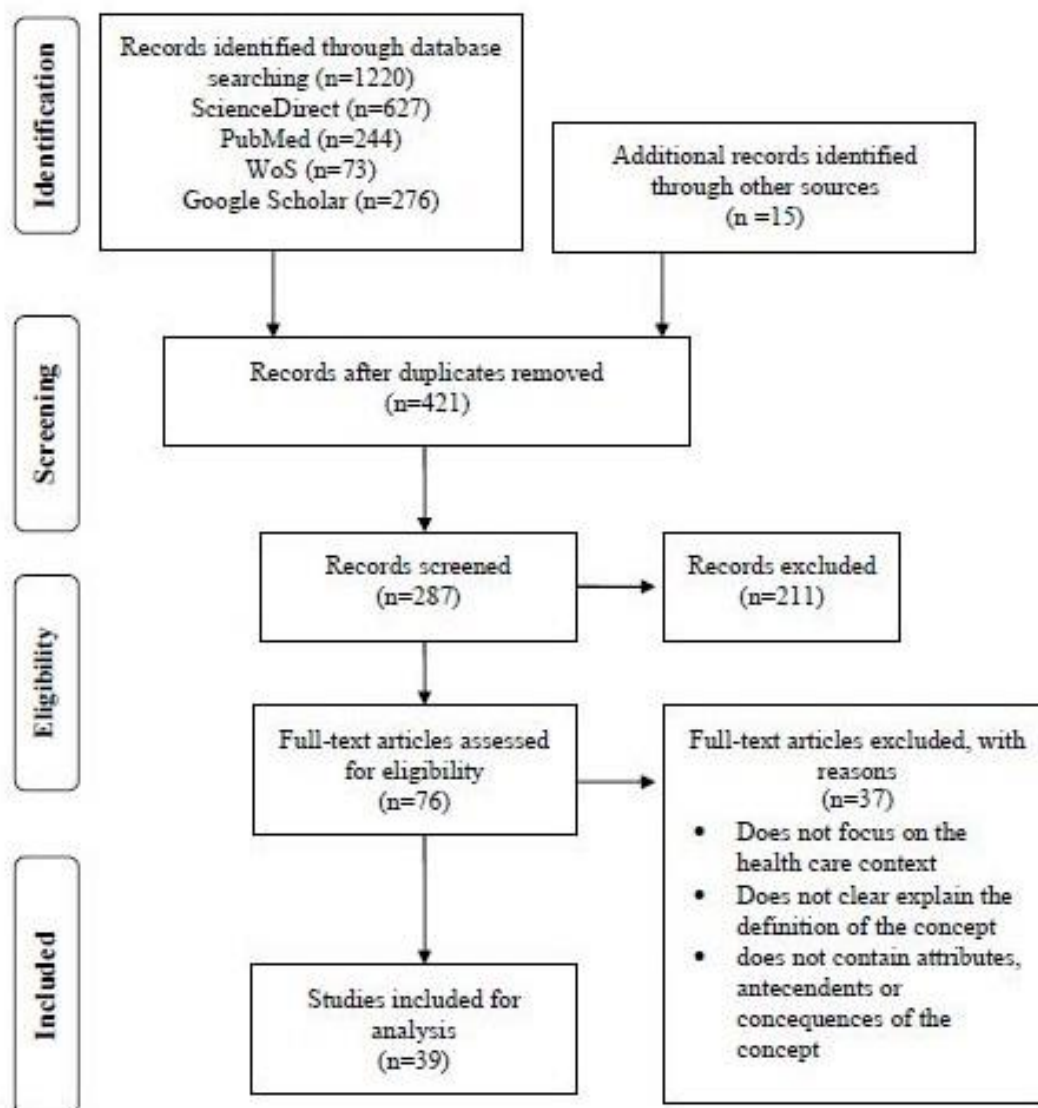 Identification
Records identified through database
searching (n=1220)
ScienceDirect (n=627)
PubMed (n=244)
WoS (n=73)
Google Scholar (n=276)
Additional records identified
through other sources
(n =15)
Screening
Records after duplicates removed
(n=421)
Records screened
(n=287)
Records excluded
(n=211)
Eligibility
Full-text articles assessed
for eligibility
(n=76)
Full-text articles excluded, with
reasons
(n=37)
• Does not focus on the
health care context
• Does not clear explain the
definition of the concept
• does not contain attributes,
antecendents or
concequences of the
concept
Included
Studies included for
analysis
(n=39)